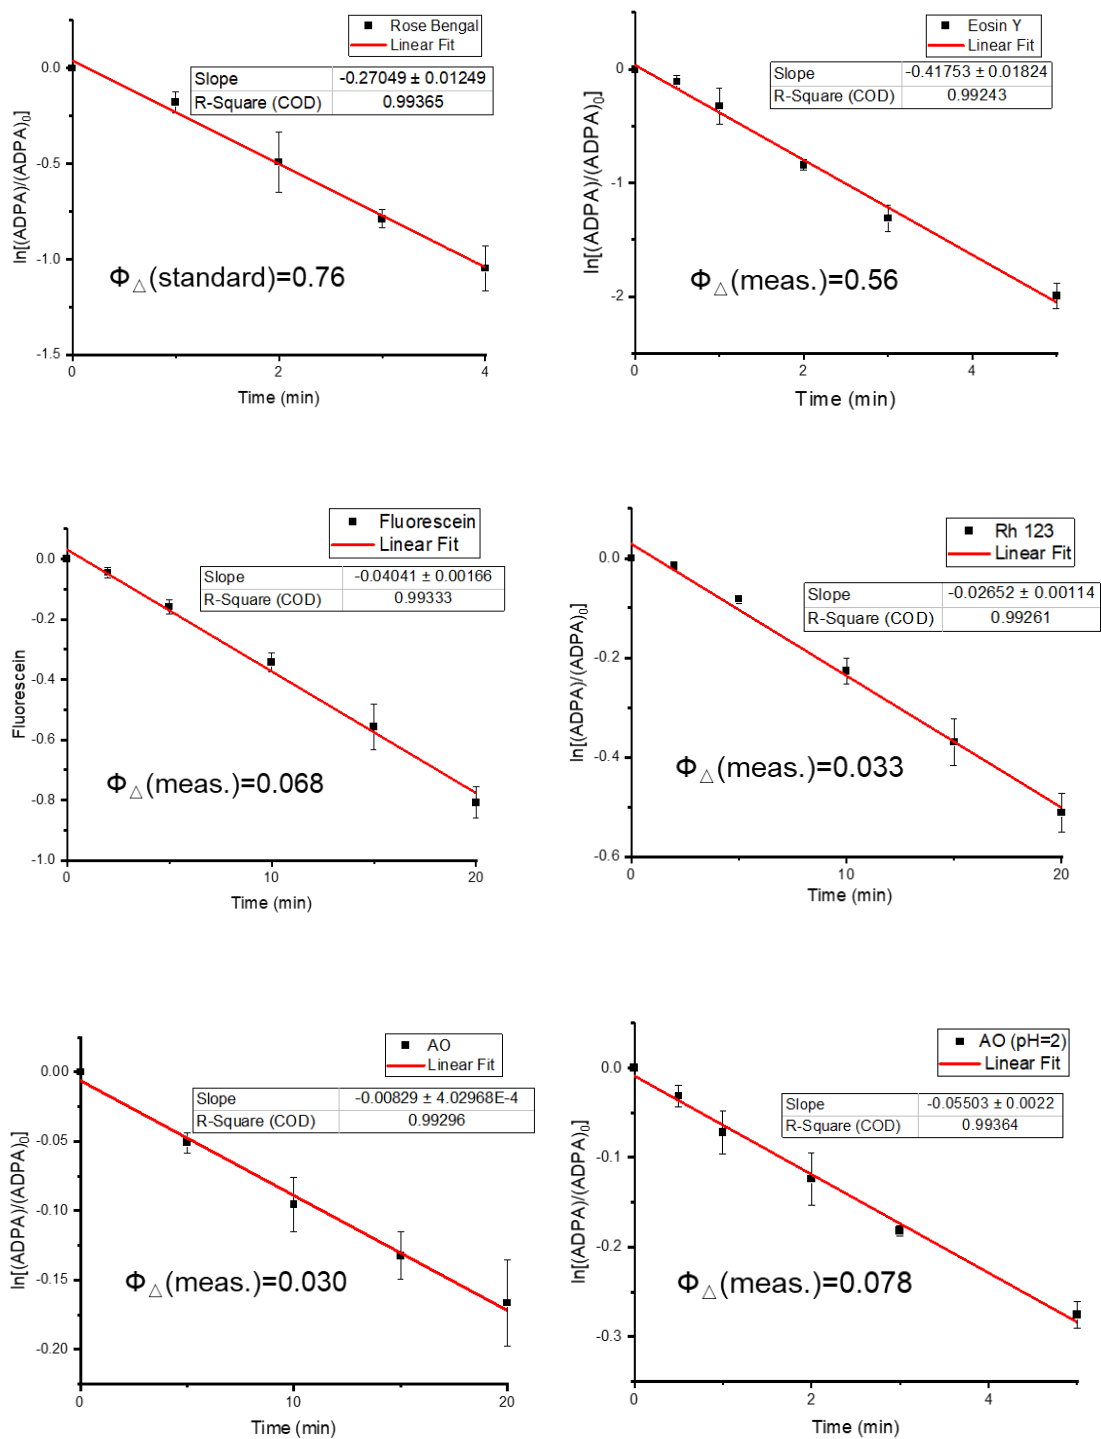 Rose Bengal
Linear Fit
Slope -0.27049 ± 0.01249
R-Square (COD) 0.99365
0.0
-0.5
-1.0
-1.5
ln[(ADPA)/(ADPA)0]
Φ△(standard)=0.76
0 2 4
Time (min)
Eosin Y
Linear Fit
Slope -0.41753 ± 0.01824
R-Square (COD) 0.99243
0
-1
-2
ln[(ADPA)/(ADPA)0]
Φ△(meas.)=0.56
0 2 4
Time (min)
Fluorescein
Linear Fit
Slope -0.04041 ± 0.00166
R-Square (COD) 0.99333
0.0
-0.2
-0.4
-0.6
-0.8
-1.0
Fluorescein
Φ△(meas.)=0.068
0 10 20
Time (min)
Rh 123
Linear Fit
Slope -0.02652 ± 0.00114
R-Square (COD) 0.99261
0.0
-0.2
-0.4
-0.6
ln[(ADPA)/(ADPA)0]
Φ△(meas.)=0.033
0 10 20
Time (min)
AO
Linear Fit
Slope -0.00829 ± 4.02968E-4
R-Square (COD) 0.99296
0.00
-0.05
-0.10
-0.15
-0.20
ln[(ADPA)/(ADPA)0]
Φ△(meas.)=0.030
0 10 20
Time (min)
AO (pH=2)
Linear Fit
Slope -0.05503 ± 0.0022
R-Square (COD) 0.99364
0.0
-0.1
-0.2
-0.3
ln[(ADPA)/(ADPA)0]
Φ△(meas.)=0.078
0 2 4
Time (min)